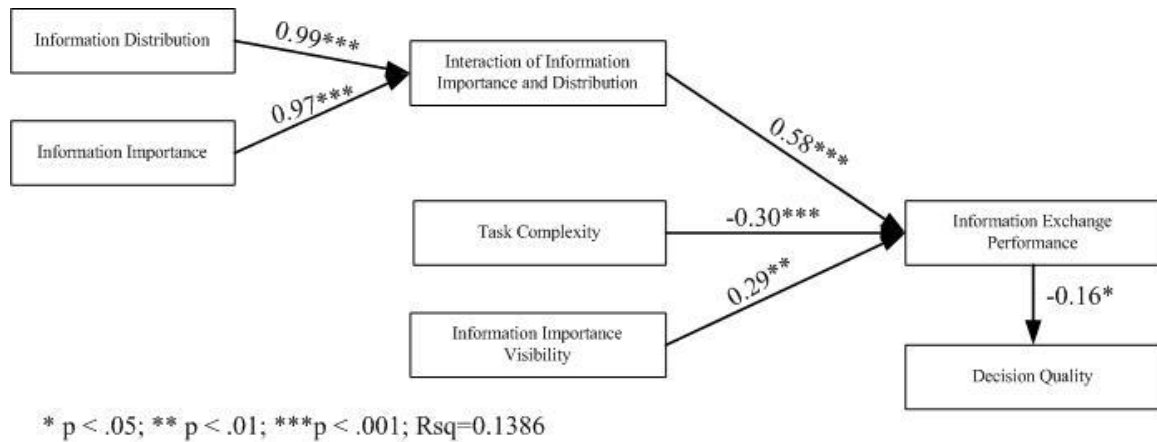 Information Distribution
0.99***
Interaction of Information
Importance and Distribution
0.97***
Information Importance
0.58***
Task Complexity
-0.30***
Information Exchange
Performance
0.29**
Information Importance
Visibility
-0.16*
Decision Quality
* p < .05; ** p < .01; ***p < .001; Rsq=0.1386